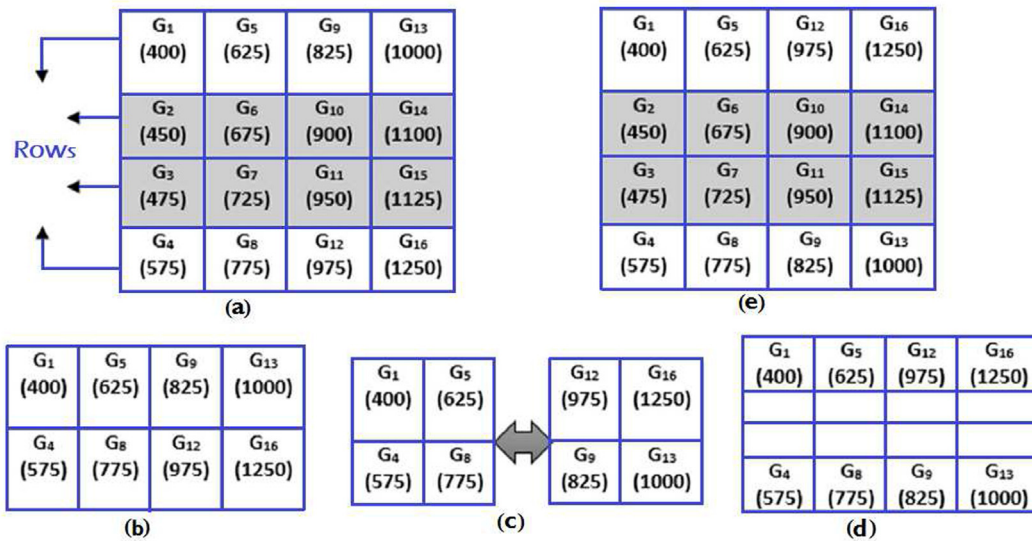 G₁ G₅ G₉ G₁₃
(400) (625) (825) (1000)
G₂ G₆ G₁₀ G₁₄
(450) (675) (900) (1100)
Rows
G₃ G₇ G₁₁ G₁₅
(475) (725) (950) (1125)
G₄ G₈ G₁₂ G₁₆
(575) (775) (975) (1250)
(a)
G₁ G₅ G₁₂ G₁₆
(400) (625) (975) (1250)
G₂ G₆ G₁₀ G₁₄
(450) (675) (900) (1100)
G₃ G₇ G₁₁ G₁₅
(475) (725) (950) (1125)
G₄ G₈ G₉ G₁₃
(575) (775) (825) (1000)
(e)
G₁ G₅ G₉ G₁₃
(400) (625) (825) (1000)
G₄ G₈ G₁₂ G₁₆
(575) (775) (975) (1250)
(b)
G₁ G₅ G₁₂ G₁₆
(400) (625) (975) (1250)
G₄ G₈ G₉ G₁₃
(575) (775) (825) (1000)
(c)
G₁ G₅ G₁₂ G₁₆
(400) (625) (975) (1250)
G₄ G₈ G₉ G₁₃
(575) (775) (825) (1000)
(d)